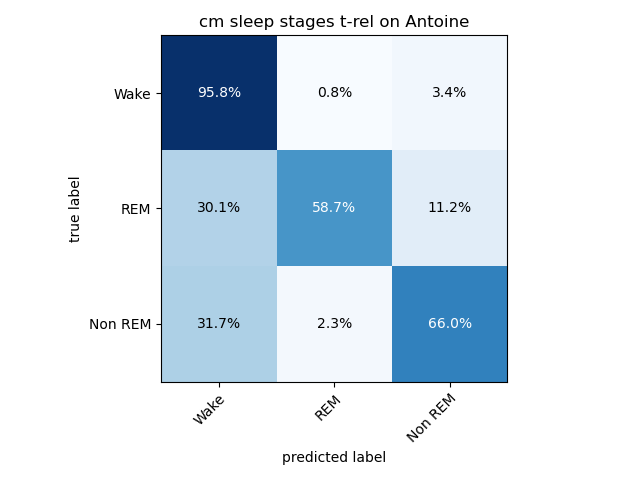 cm sleep stages t-rel on Antoine
true label
Wake
95.8%
0.8%
3.4%
REM
30.1%
58.7%
11.2%
Non REM
31.7%
2.3%
66.0%
Wake
REM
Non REM
predicted label